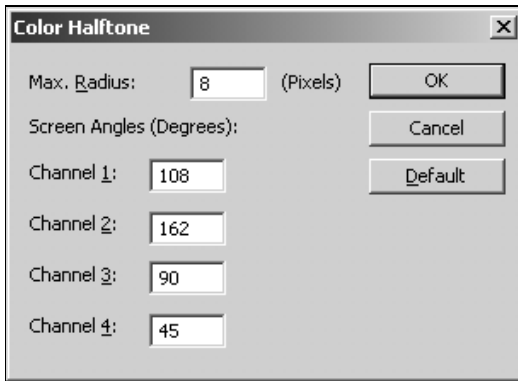 Color Halftone
Max. Radius: 8 (Pixels) OK
Screen Angles (Degrees): Cancel
Channel 1: 108 Default
Channel 2: 162
Channel 3: 90
Channel 4: 45